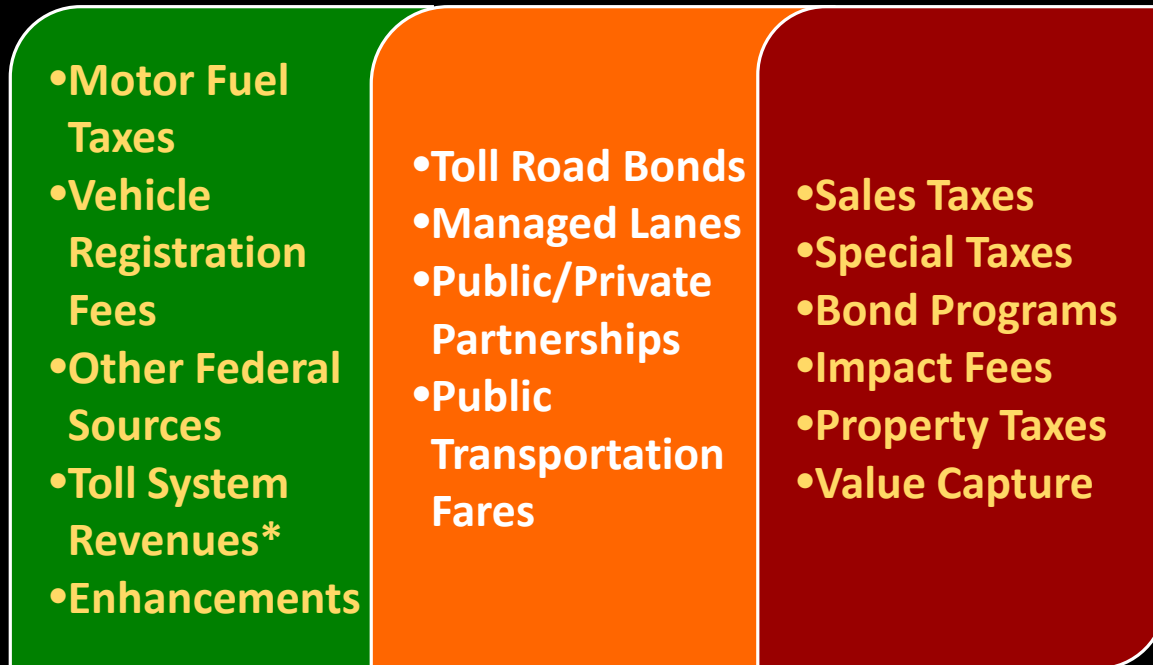 •Motor Fuel
Taxes
•Vehicle
Registration
Fees
•Other Federal
Sources
•Toll System
Revenues*
•Enhancements
•Toll Road Bonds
•Managed Lanes
•Public/Private
Partnerships
•Public
Transportation
Fares
•Sales Taxes
•Special Taxes
•Bond Programs
•Impact Fees
•Property Taxes
•Value Capture